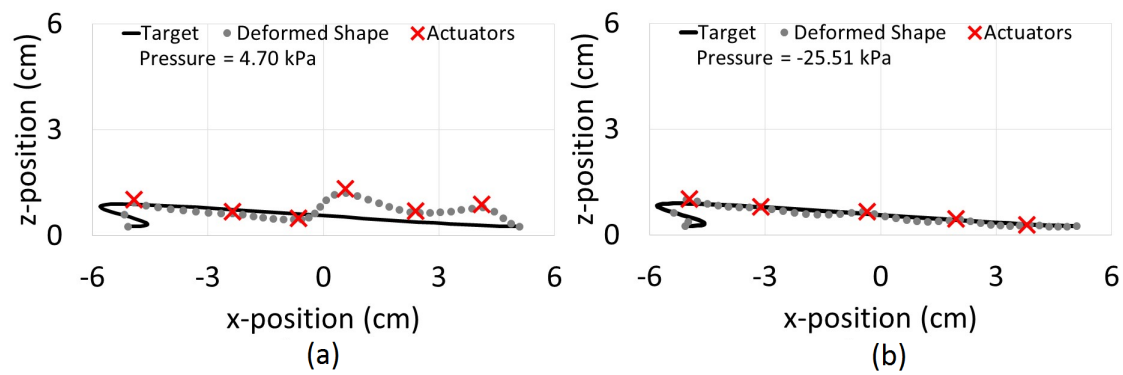 6
3
0
z-position (cm)
Target Deformed Shape Actuators
Pressure = 4.70 kPa
-6 -3 0 3 6
x-position (cm)
(a)
6
3
0
z-position (cm)
Target Deformed Shape Actuators
Pressure = -25.51 kPa
-6 -3 0 3 6
x-position (cm)
(b)